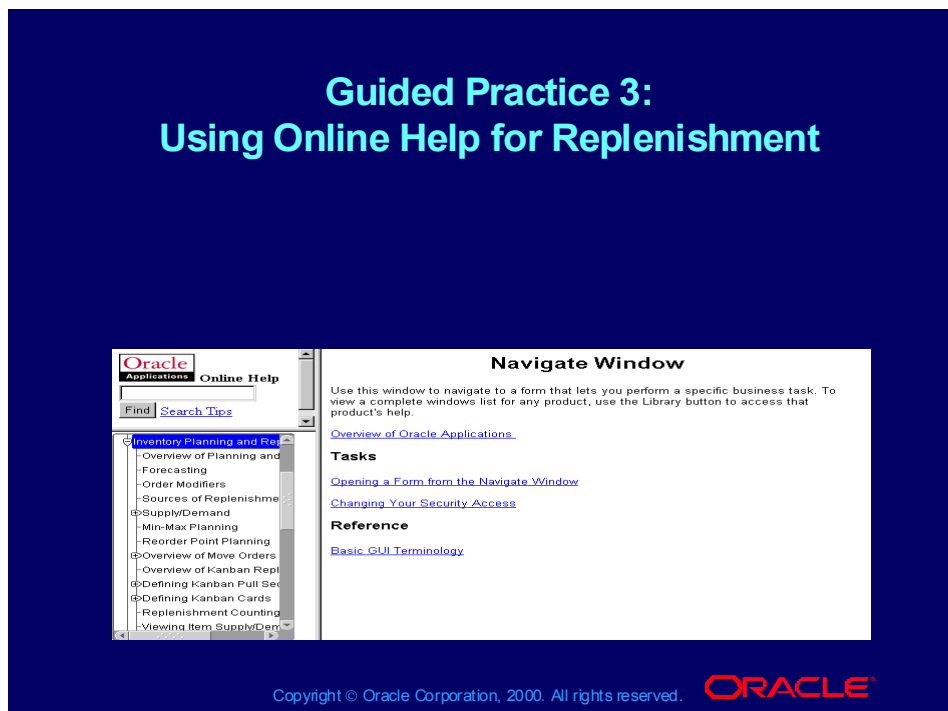 Guided Practice 3:
Using Online Help for Replenishment
Oracle
Applications Online Help
Find Search Tips
Inventory Planning and Rep
Overview of Planning and
Forecasting
Order Modifiers
Sources of Replenishme
Supply/Demand
Min-Max Planning
Reorder Point Planning
Overview of Move Orders
Overview of Kanban Repl
Defining Kanban Pull Sec
Defining Kanban Cards
Replenishment Counting
Viewing Item Supply/Dem
Navigate Window
Use this window to navigate to a form that lets you perform a specific business task. To
view a complete windows list for any product, use the Library button to access that
product's help.
Overview of Oracle Applications
Tasks
Opening a Form from the Navigate Window
Changing Your Security Access
Reference
Basic GUI Terminology
Copyright © Oracle Corporation, 2000. All rights reserved.
ORACLE